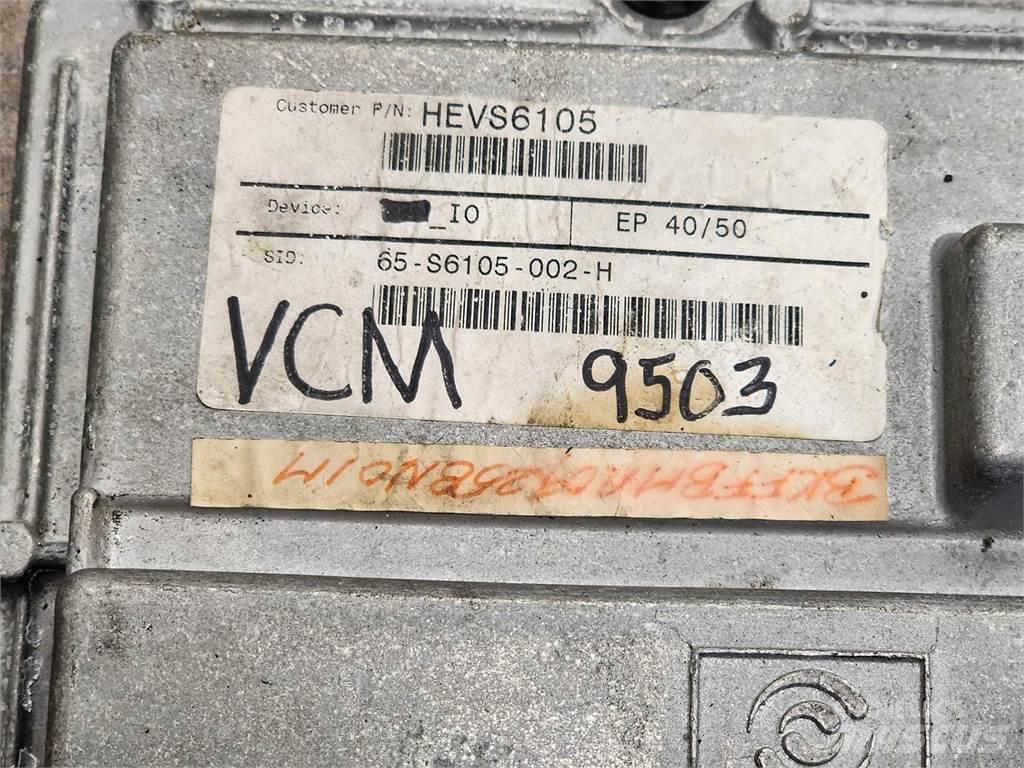 Customer P/N: HEVS6105
Device: _IO EP 40/50
SID: 65-S6105-002-H
VCM 9503